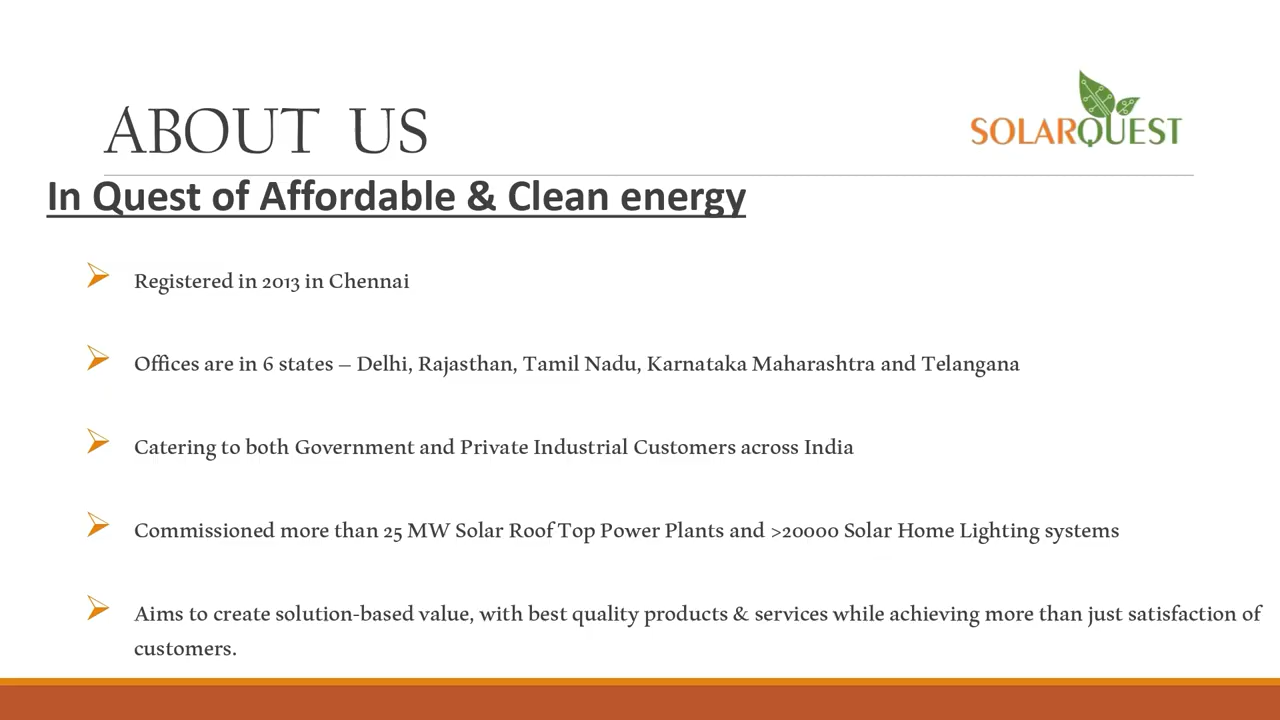 ABOUT US
SOLARQUEST
In Quest of Affordable & Clean energy
Registered in 2013 in Chennai
Offices are in 6 states – Delhi, Rajasthan, Tamil Nadu, Karnataka Maharashtra and Telangana
Catering to both Government and Private Industrial Customers across India
Commissioned more than 25 MW Solar Roof Top Power Plants and >20000 Solar Home Lighting systems
Aims to create solution-based value, with best quality products & services while achieving more than just satisfaction of
customers.